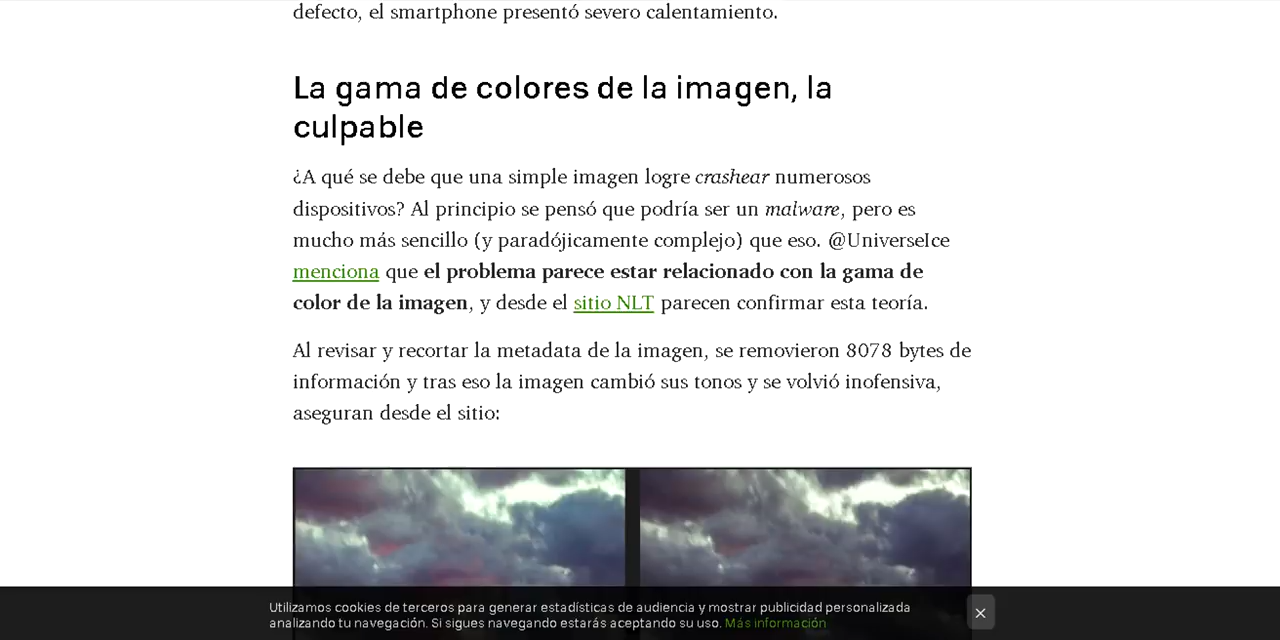 defecto, el smartphone presentó severo calentamiento.
La gama de colores de la imagen, la
culpable
¿A qué se debe que una simple imagen logre crashear numerosos
dispositivos? Al principio se pensó que podría ser un malware, pero es
mucho más sencillo (y paradójicamente complejo) que eso. @UniverseIce
menciona que el problema parece estar relacionado con la gama de
color de la imagen, y desde el sitio NLT parecen confirmar esta teoría.
Al revisar y recortar la metadata de la imagen, se removieron 8078 bytes de
información y tras eso la imagen cambió sus tonos y se volvió inofensiva,
aseguran desde el sitio:
Utilizamos cookies de terceros para generar estadísticas de audiencia y mostrar publicidad personalizada
analizando tu navegación. Si sigues navegando estarás aceptando su uso. Más información